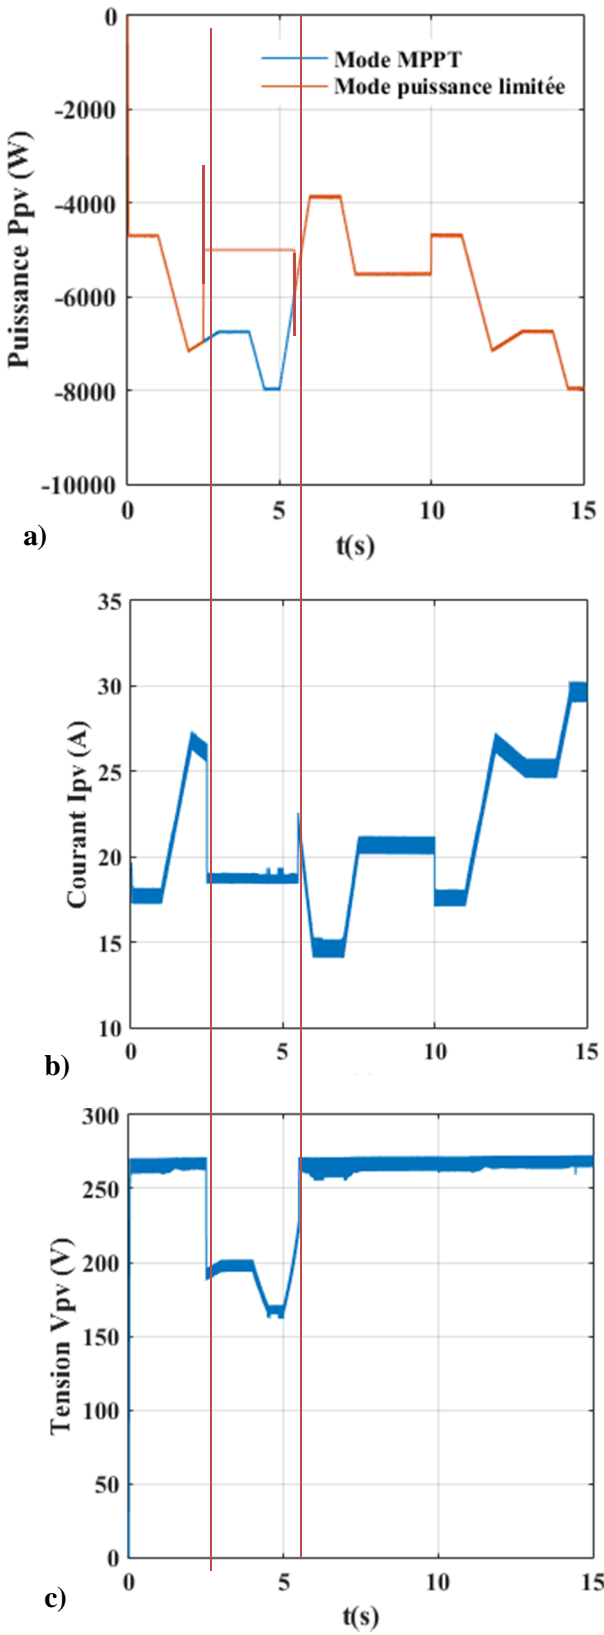 0
-2000
-4000
-6000
-8000
-10000
Puissance Ppv (W)
Mode MPPT
Mode puissance limitée
0 5 10 15
t(s)
a)
35
30
25
20
15
10
Courant Ipv (A)
0 5 10 15
b)
300
250
200
150
100
50
0
Tension Vpv (V)
0 5 10 15
t(s)
c)